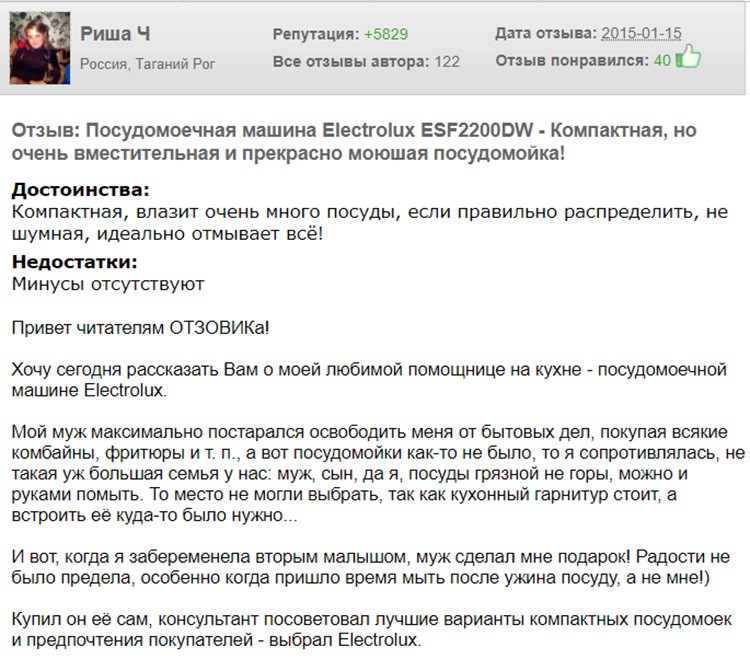 Риша Ч
Россия, Таганий Рог
Репутация: +5829
Все отзывы автора: 122
Дата отзыва: 2015-01-15
Отзыв понравился: 40
Отзыв: Посудомоечная машина Electrolux ESF2200DW - Компактная, но
очень вместительная и прекрасно моюшая посудомойка!
Достоинства:
Компактная, влазит очень много посуды, если правильно распределить, не
шумная, идеально отмывает всё!
Недостатки:
Минусы отсутствуют
Привет читателям ОТЗОВИКа!
Хочу сегодня рассказать Вам о моей любимой помощнице на кухне - посудомоечной
машине Electrolux.
Мой муж максимально постарался освободить меня от бытовых дел, покупая всякие
комбайны, фритюры и т. п., а вот посудомойки как-то не было, то я сопротивлялась, не
такая уж большая семья у нас: муж, сын, да я, посуды грязной не горы, можно и
руками помыть. То место не могли выбрать, так как кухонный гарнитур стоит, а
встроить её куда-то было нужно...
И вот, когда я забеременела вторым малышом, муж сделал мне подарок! Радости не
было предела, особенно когда пришло время мыть после ужина посуду, а не мне!)
Купил он её сам, консультант посоветовал лучшие варианты компактных посудомоек
и предпочтения покупателей - выбрал Electrolux.